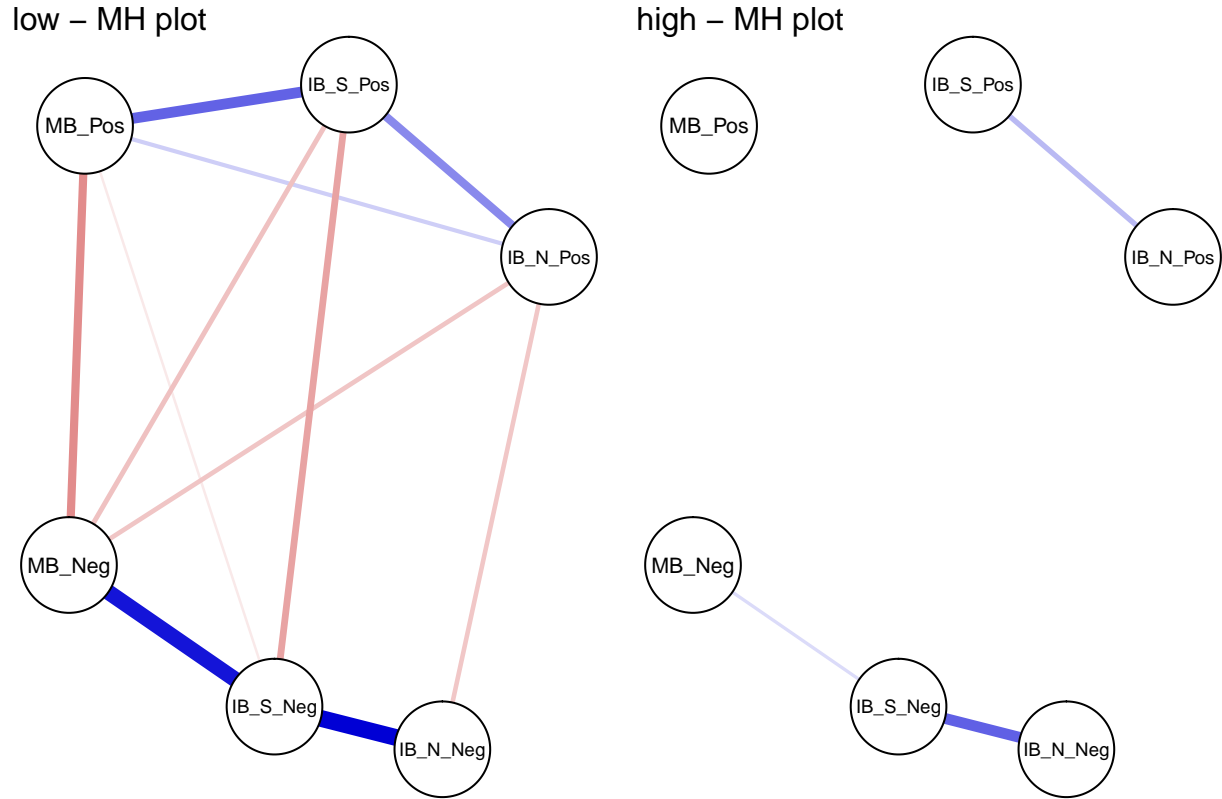 low – MH plot
IB_S_Pos
MB_Pos
IB_N_Pos
MB_Neg
IB_S_Neg
IB_N_Neg
high – MH plot
IB_S_Pos
MB_Pos
IB_N_Pos
MB_Neg
IB_S_Neg
IB_N_Neg